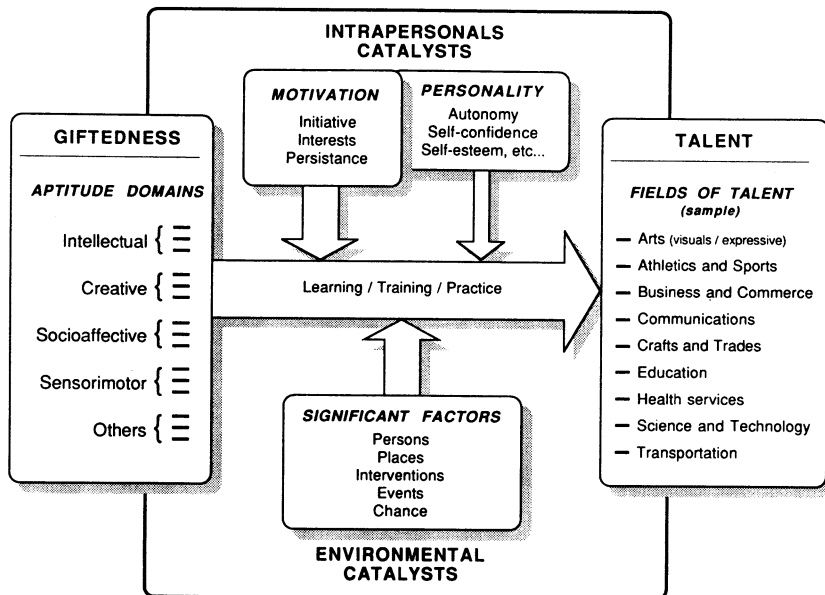 INTRAPERSONALS
CATALYSTS
MOTIVATION
Initiative
Interests
Persistance
PERSONALITY
Autonomy
Self-confidence
Self-esteem, etc...
GIFTEDNESS
APTITUDE DOMAINS
Intellectual {
Creative {
Socioaffective {
Sensorimotor {
Others {
Learning / Training / Practice
TALENT
FIELDS OF TALENT
(sample)
– Arts (visuals / expressive)
– Athletics and Sports
– Business and Commerce
– Communications
– Crafts and Trades
– Education
– Health services
– Science and Technology
– Transportation
SIGNIFICANT FACTORS
Persons
Places
Interventions
Events
Chance
ENVIRONMENTAL
CATALYSTS